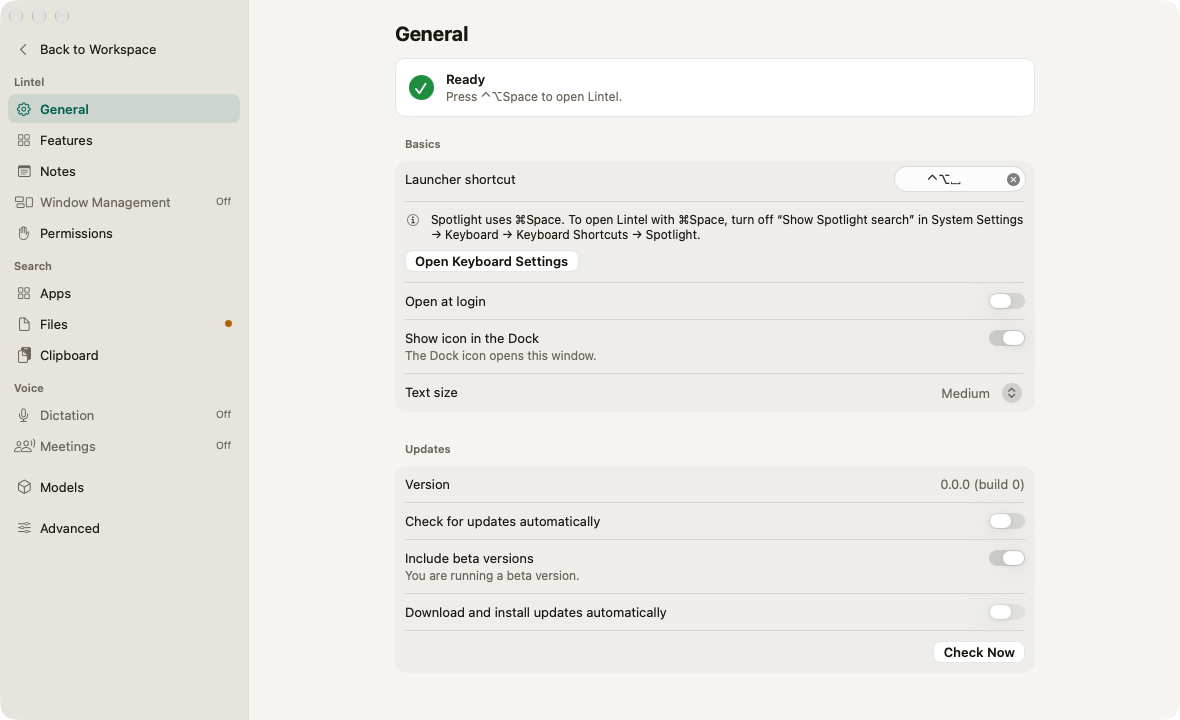 Back to Workspace
Lintel
General
Features
Notes
Window Management Off
Permissions
Search
Apps
Files
Clipboard
Voice
Dictation Off
Meetings Off
Models
Advanced
General
Ready
Press ⌃⌥Space to open Lintel.
Basics
Launcher shortcut ⌃⌥⎵
Spotlight uses ⌘Space. To open Lintel with ⌘Space, turn off “Show Spotlight search” in System Settings
→ Keyboard → Keyboard Shortcuts → Spotlight.
Open Keyboard Settings
Open at login
Show icon in the Dock
The Dock icon opens this window.
Text size Medium
Updates
Version 0.0.0 (build 0)
Check for updates automatically
Include beta versions
You are running a beta version.
Download and install updates automatically
Check Now